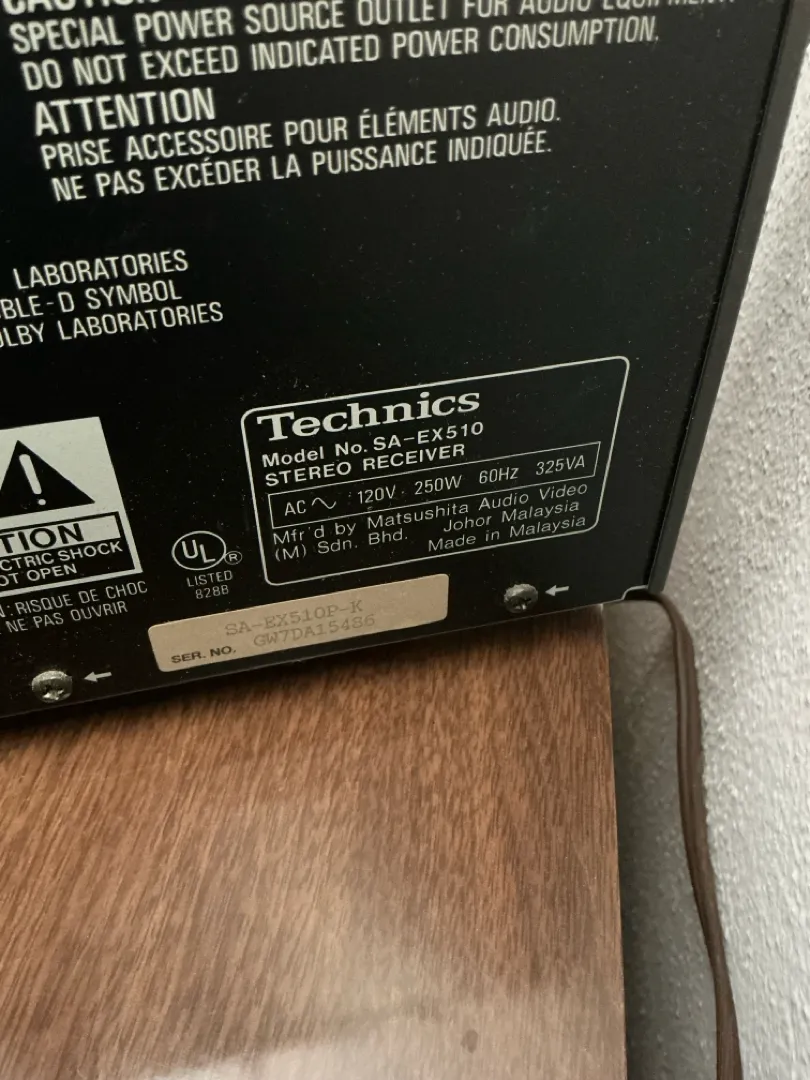 CAUTION
SPECIAL POWER SOURCE OUTLET FOR AUDIO EQUIPMENT.
DO NOT EXCEED INDICATED POWER CONSUMPTION.
ATTENTION
PRISE ACCESSOIRE POUR ÉLÉMENTS AUDIO.
NE PAS EXCÉDER LA PUISSANCE INDIQUÉE.
LABORATORIES
BLE-D SYMBOL
LBY LABORATORIES
Technics
Model No. SA-EX510
STEREO RECEIVER
AC 120V 250W 60Hz 325VA
Mfr'd by Matsushita Audio Video
(M) Sdn. Bhd. Johor Malaysia
Made in Malaysia
!
TION
CTRIC SHOCK
OT OPEN
: RISQUE DE CHOC
NE PAS OUVRIR
UL ®
LISTED
828B
SA-EX510P-K
SER. NO. GW7DA15486